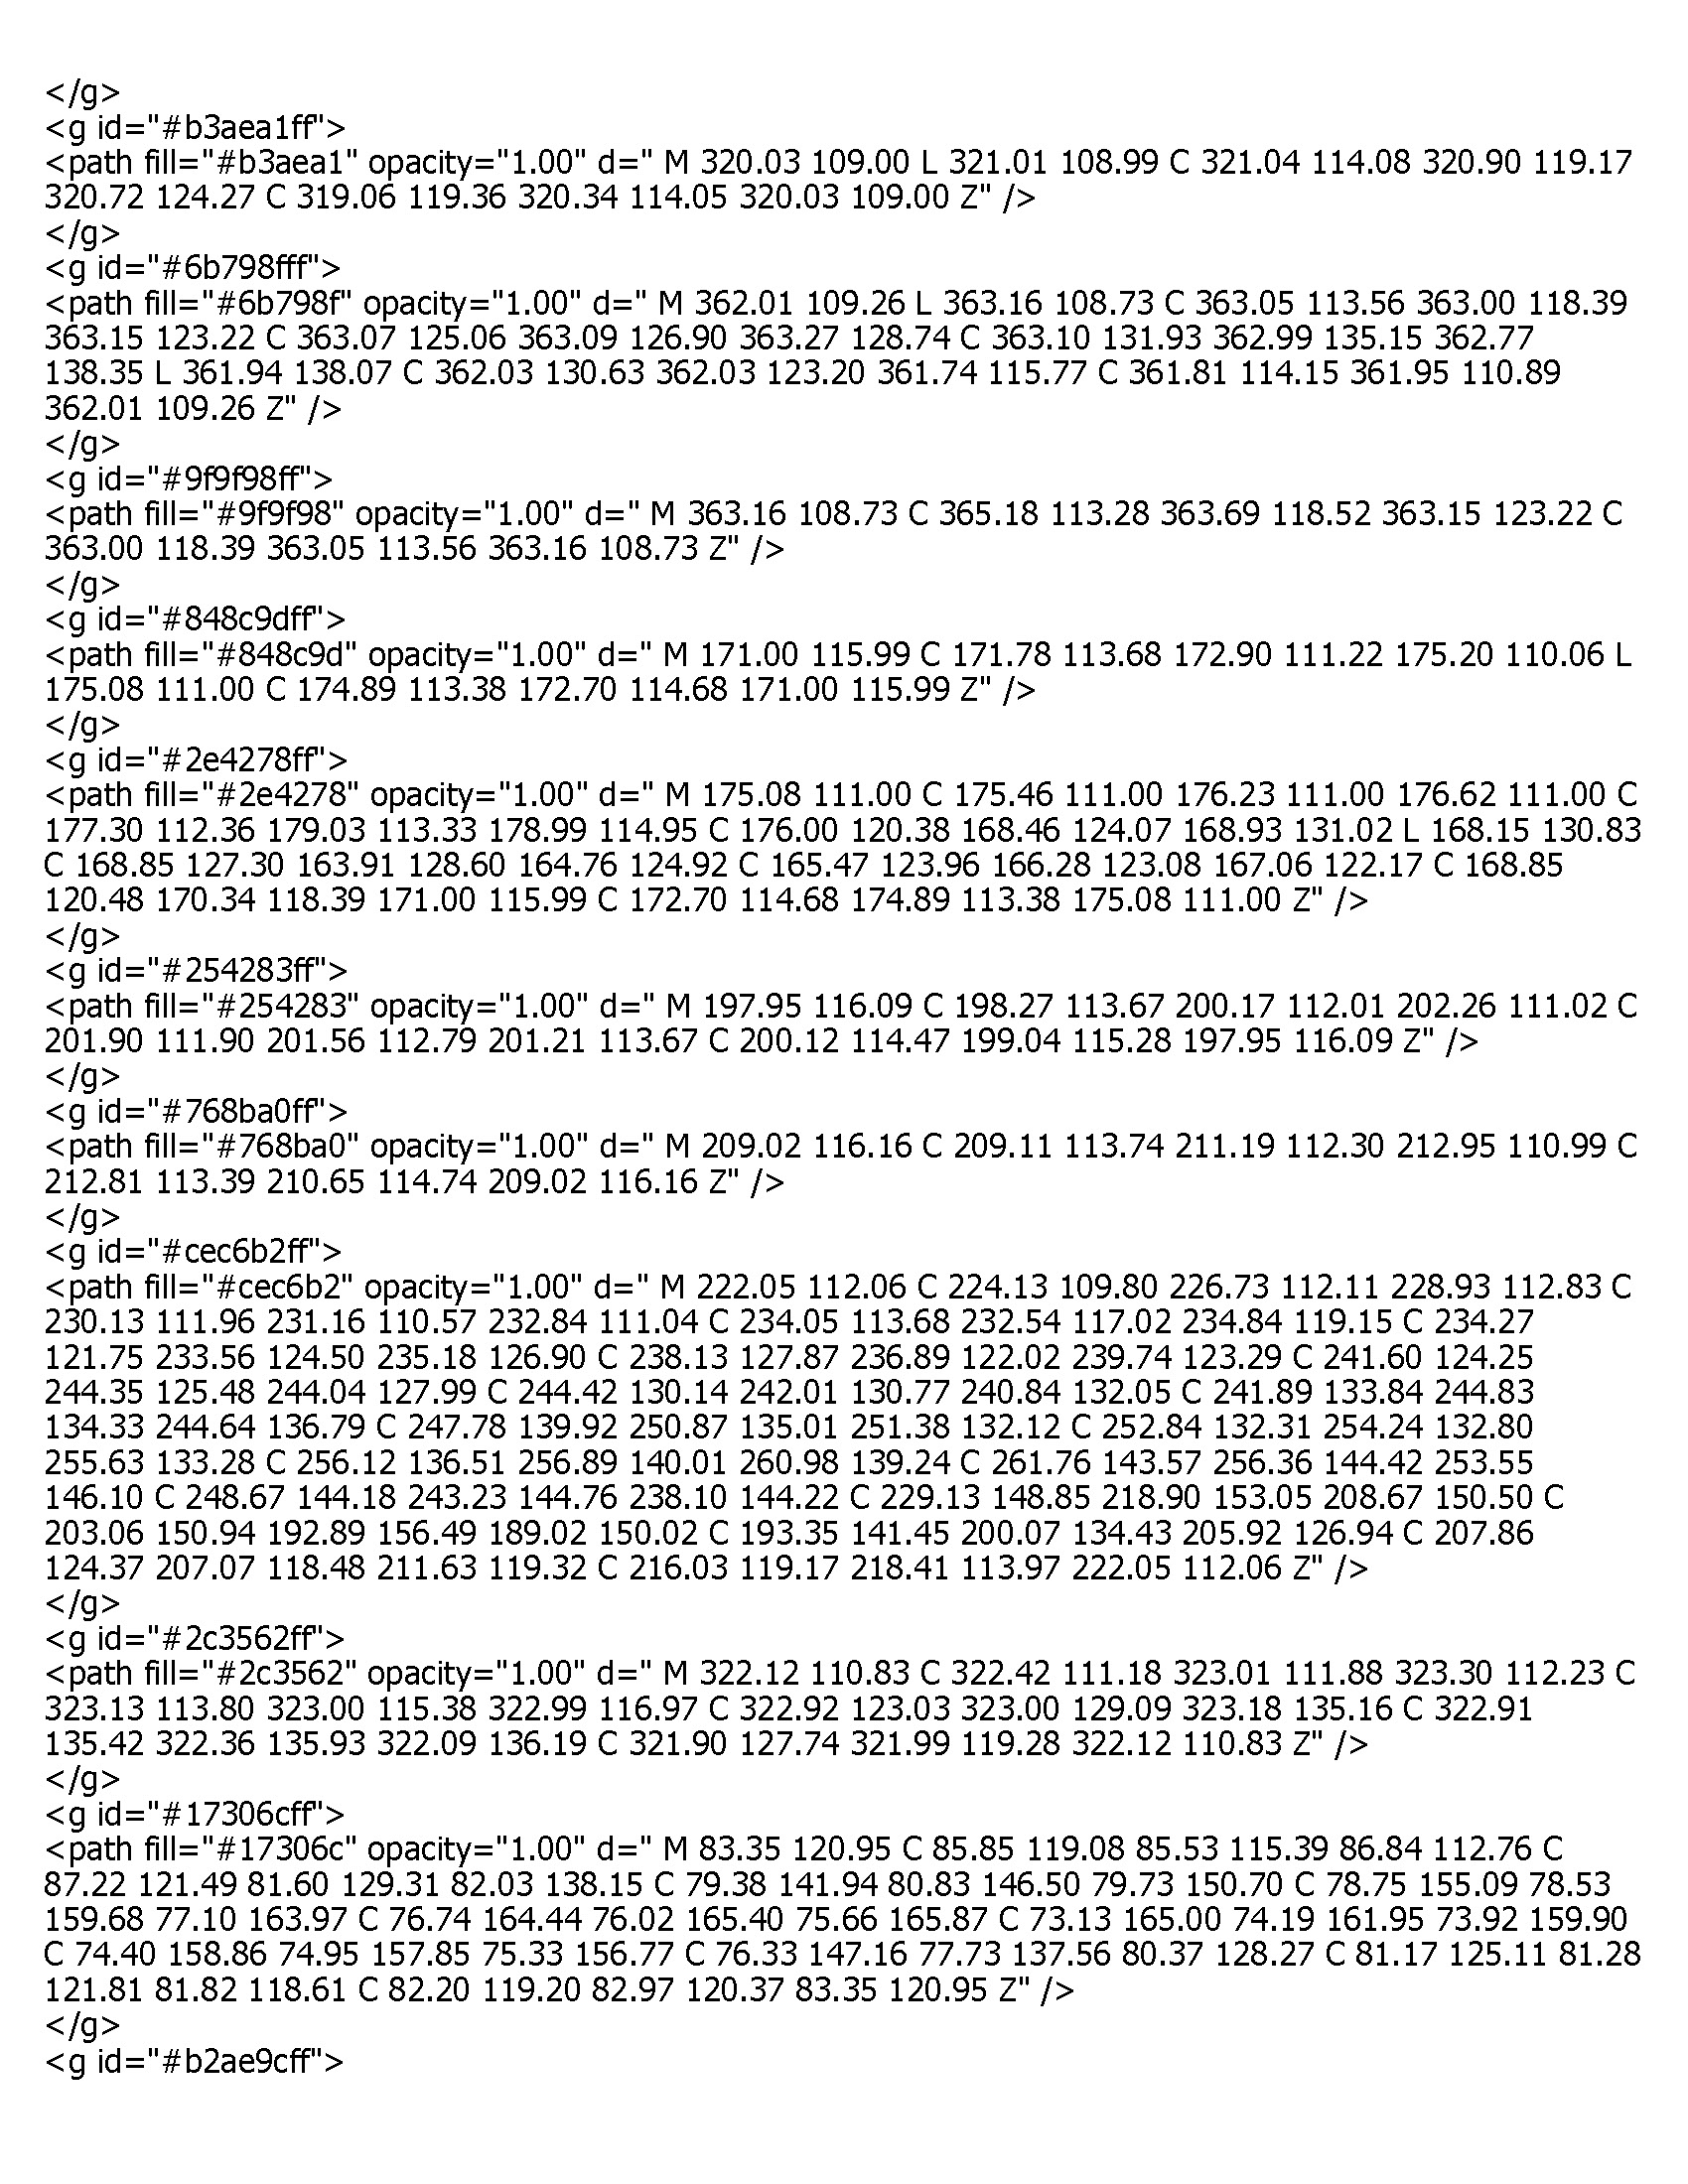 </g>
<g id="#b3aea1ff">
<path fill="#b3aea1" opacity="1.00" d=" M 320.03 109.00 L 321.01 108.99 C 321.04 114.08 320.90 119.17
320.72 124.27 C 319.06 119.36 320.34 114.05 320.03 109.00 Z" />
</g>
<g id="#6b798fff">
<path fill="#6b798f" opacity="1.00" d=" M 362.01 109.26 L 363.16 108.73 C 363.05 113.56 363.00 118.39
363.15 123.22 C 363.07 125.06 363.09 126.90 363.27 128.74 C 363.10 131.93 362.99 135.15 362.77
138.35 L 361.94 138.07 C 362.03 130.63 362.03 123.20 361.74 115.77 C 361.81 114.15 361.95 110.89
362.01 109.26 Z" />
</g>
<g id="#9f9f98ff">
<path fill="#9f9f98" opacity="1.00" d=" M 363.16 108.73 C 365.18 113.28 363.69 118.52 363.15 123.22 C
363.00 118.39 363.05 113.56 363.16 108.73 Z" />
</g>
<g id="#848c9dff">
<path fill="#848c9d" opacity="1.00" d=" M 171.00 115.99 C 171.78 113.68 172.90 111.22 175.20 110.06 L
175.08 111.00 C 174.89 113.38 172.70 114.68 171.00 115.99 Z" />
</g>
<g id="#2e4278ff">
<path fill="#2e4278" opacity="1.00" d=" M 175.08 111.00 C 175.46 111.00 176.23 111.00 176.62 111.00 C
177.30 112.36 179.03 113.33 178.99 114.95 C 176.00 120.38 168.46 124.07 168.93 131.02 L 168.15 130.83
C 168.85 127.30 163.91 128.60 164.76 124.92 C 165.47 123.96 166.28 123.08 167.06 122.17 C 168.85
120.48 170.34 118.39 171.00 115.99 C 172.70 114.68 174.89 113.38 175.08 111.00 Z" />
</g>
<g id="#254283ff">
<path fill="#254283" opacity="1.00" d=" M 197.95 116.09 C 198.27 113.67 200.17 112.01 202.26 111.02 C
201.90 111.90 201.56 112.79 201.21 113.67 C 200.12 114.47 199.04 115.28 197.95 116.09 Z" />
</g>
<g id="#768ba0ff">
<path fill="#768ba0" opacity="1.00" d=" M 209.02 116.16 C 209.11 113.74 211.19 112.30 212.95 110.99 C
212.81 113.39 210.65 114.74 209.02 116.16 Z" />
</g>
<g id="#cec6b2ff">
<path fill="#cec6b2" opacity="1.00" d=" M 222.05 112.06 C 224.13 109.80 226.73 112.11 228.93 112.83 C
230.13 111.96 231.16 110.57 232.84 111.04 C 234.05 113.68 232.54 117.02 234.84 119.15 C 234.27
121.75 233.56 124.50 235.18 126.90 C 238.13 127.87 236.89 122.02 239.74 123.29 C 241.60 124.25
244.35 125.48 244.04 127.99 C 244.42 130.14 242.01 130.77 240.84 132.05 C 241.89 133.84 244.83
134.33 244.64 136.79 C 247.78 139.92 250.87 135.01 251.38 132.12 C 252.84 132.31 254.24 132.80
255.63 133.28 C 256.12 136.51 256.89 140.01 260.98 139.24 C 261.76 143.57 256.36 144.42 253.55
146.10 C 248.67 144.18 243.23 144.76 238.10 144.22 C 229.13 148.85 218.90 153.05 208.67 150.50 C
203.06 150.94 192.89 156.49 189.02 150.02 C 193.35 141.45 200.07 134.43 205.92 126.94 C 207.86
124.37 207.07 118.48 211.63 119.32 C 216.03 119.17 218.41 113.97 222.05 112.06 Z" />
</g>
<g id="#2c3562ff">
<path fill="#2c3562" opacity="1.00" d=" M 322.12 110.83 C 322.42 111.18 323.01 111.88 323.30 112.23 C
323.13 113.80 323.00 115.38 322.99 116.97 C 322.92 123.03 323.00 129.09 323.18 135.16 C 322.91
135.42 322.36 135.93 322.09 136.19 C 321.90 127.74 321.99 119.28 322.12 110.83 Z" />
</g>
<g id="#17306cff">
<path fill="#17306c" opacity="1.00" d=" M 83.35 120.95 C 85.85 119.08 85.53 115.39 86.84 112.76 C
87.22 121.49 81.60 129.31 82.03 138.15 C 79.38 141.94 80.83 146.50 79.73 150.70 C 78.75 155.09 78.53
159.68 77.10 163.97 C 76.74 164.44 76.02 165.40 75.66 165.87 C 73.13 165.00 74.19 161.95 73.92 159.90
C 74.40 158.86 74.95 157.85 75.33 156.77 C 76.33 147.16 77.73 137.56 80.37 128.27 C 81.17 125.11 81.28
121.81 81.82 118.61 C 82.20 119.20 82.97 120.37 83.35 120.95 Z" />
</g>
<g id="#b2ae9cff">